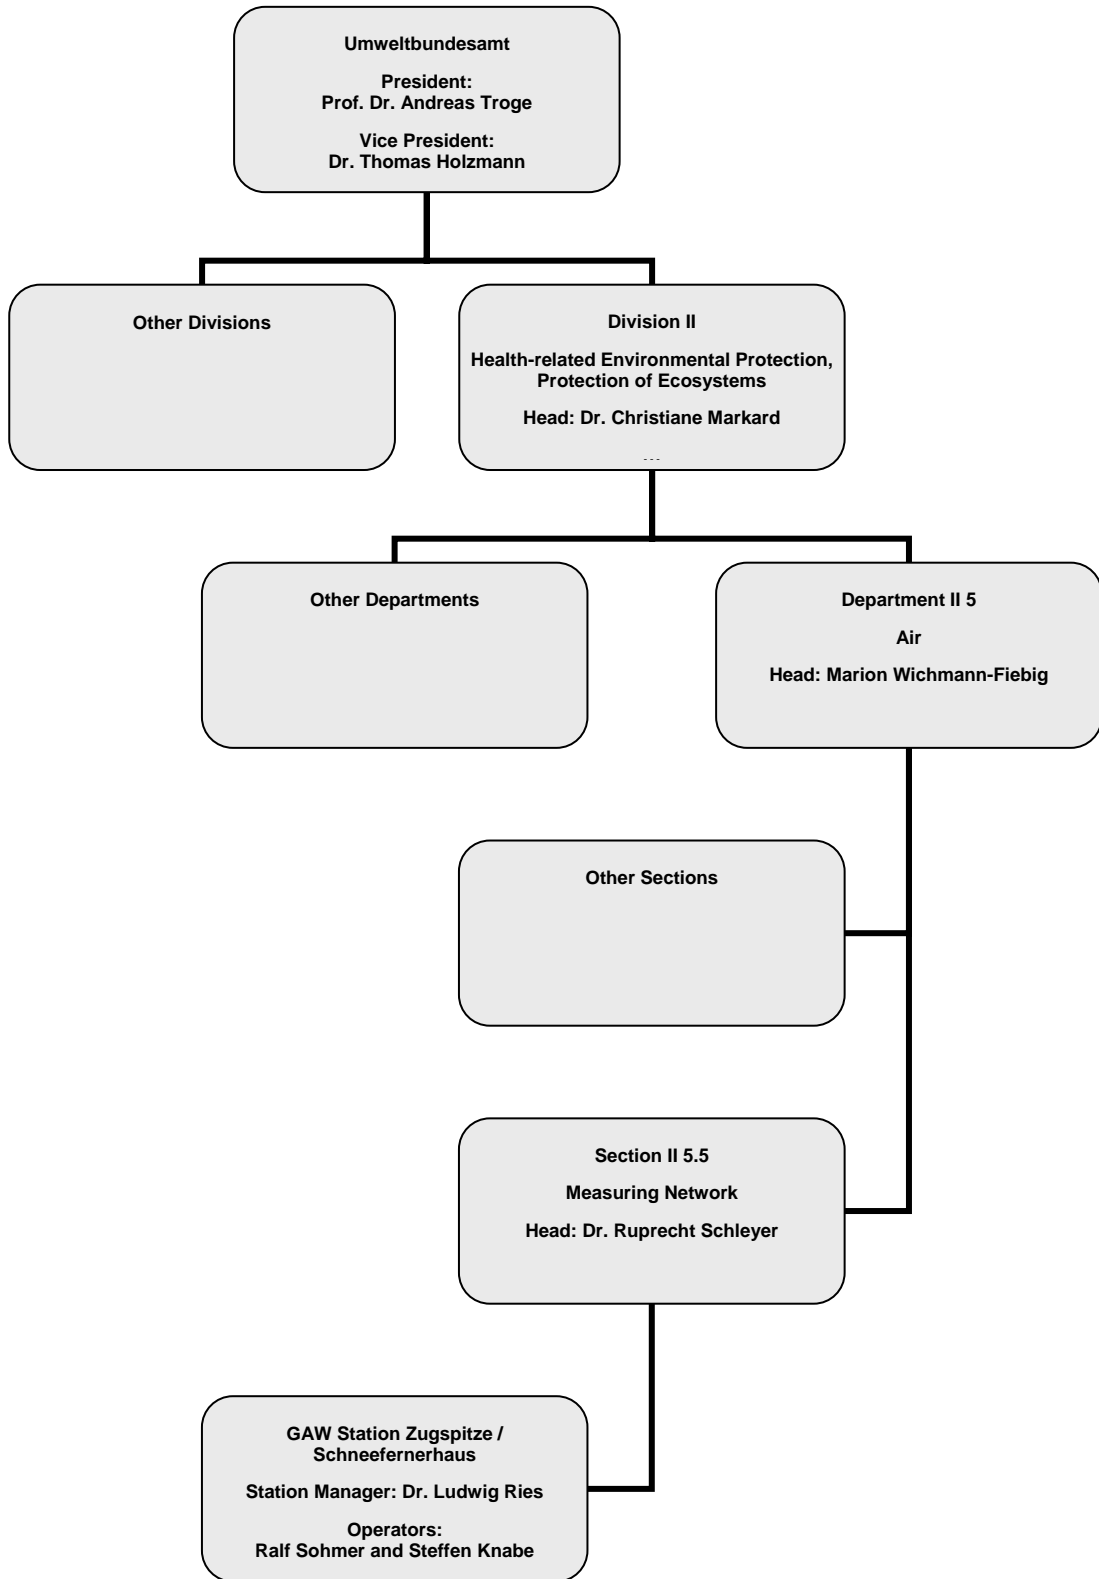 Umweltbundesamt
President:
Prof. Dr. Andreas Troge
Vice President:
Dr. Thomas Holzmann
Other Divisions
Division II
Health-related Environmental Protection,
Protection of Ecosystems
Head: Dr. Christiane Markard
...
Other Departments
Department II 5
Air
Head: Marion Wichmann-Fiebig
Other Sections
Section II 5.5
Measuring Network
Head: Dr. Ruprecht Schleyer
GAW Station Zugspitze /
Schneefernerhaus
Station Manager: Dr. Ludwig Ries
Operators:
Ralf Sohmer and Steffen Knabe